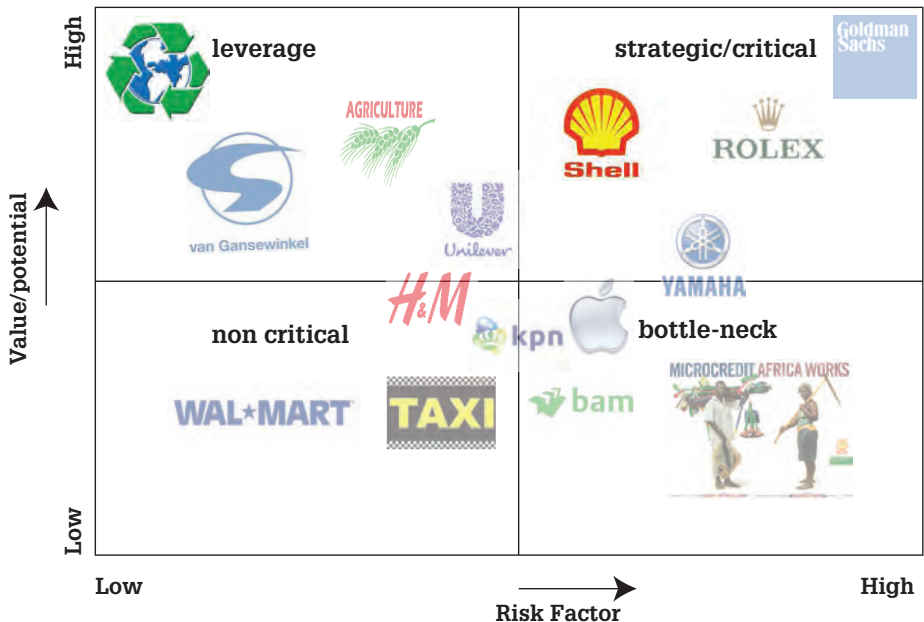 High
leverage
strategic/critical
Goldman
Sachs
AGRICULTURE
Shell
ROLEX
van Gansewinkel
Unilever
YAMAHA
Value/potential
H&M
non critical
kpn
bottle-neck
MICROCREDIT AFRICA WORKS
WAL★MART
TAXI
bam
Low
Low
High
Risk Factor